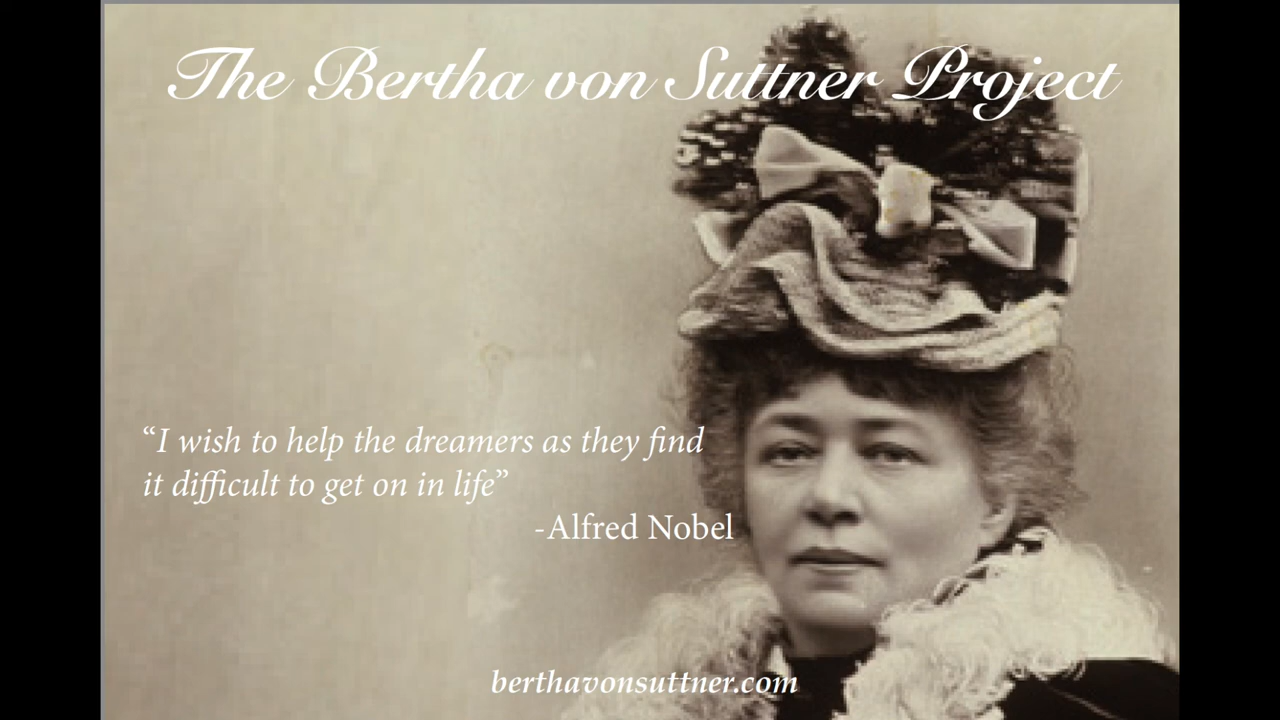 The Bertha von Suttner Project
“I wish to help the dreamers as they find
it difficult to get on in life”
-Alfred Nobel
berthavonsuttner.com